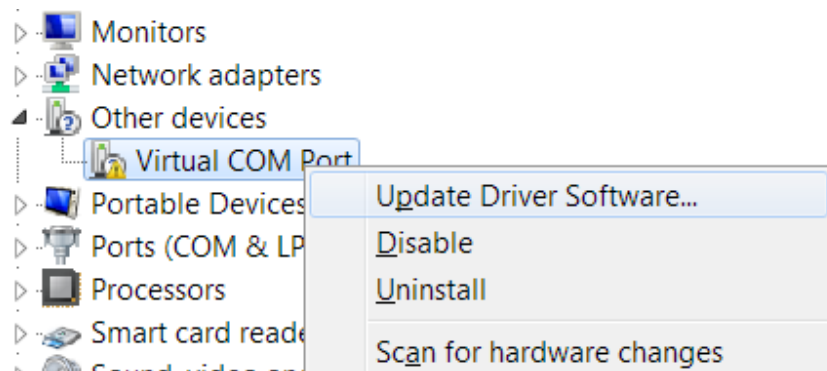 Monitors
Network adapters
Other devices
Virtual COM Port
Portable Devices
Update Driver Software...
Ports (COM & LP
Disable
Processors
Uninstall
Smart card reade
Scan for hardware changes